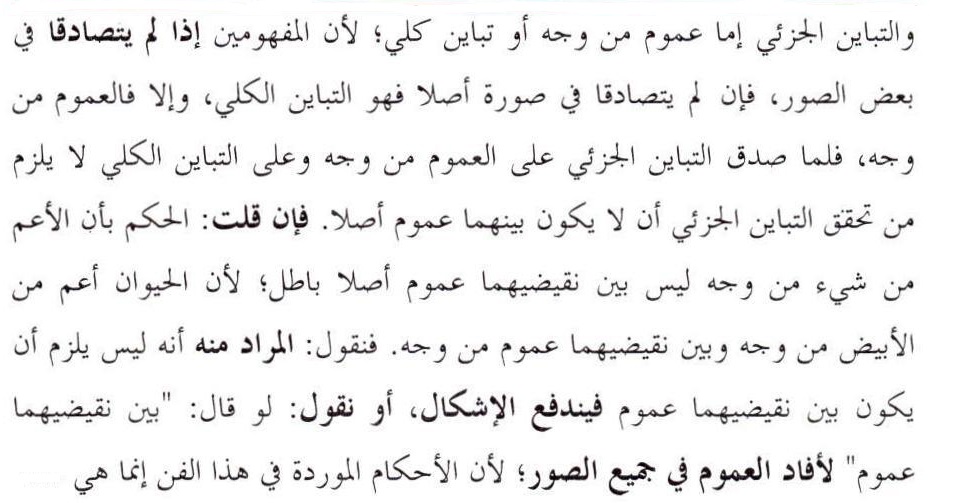 والتباين الجزئي إما عموم من وجه أو تباين كلي؛ لأن المفهومين إذا لم يتصادقا في
بعض الصور، فإن لم يتصادقا في صورة أصلا فهو التباين الكلي، وإلا فالعموم من
وجه، فلما صدق التباين الجزئي على العموم من وجه وعلى التباين الكلي لا يلزم
من تحقق التباين الجزئي أن لا يكون بينهما عموم أصلا. فإن قلت: الحكم بأن الأعم
من شيء من وجه ليس بين نقيضيهما عموم أصلا باطل؛ لأن الحيوان أعم من
الأبيض من وجه وبين نقيضيهما عموم من وجه. فنقول: المراد منه أنه ليس يلزم أن
يكون بين نقيضيهما عموم فيندفع الإشكال، أو نقول: لو قال: "بين نقيضيهما
عموم" لأفاد العموم في جميع الصور؛ لأن الأحكام الموردة في هذا الفن إنما هي